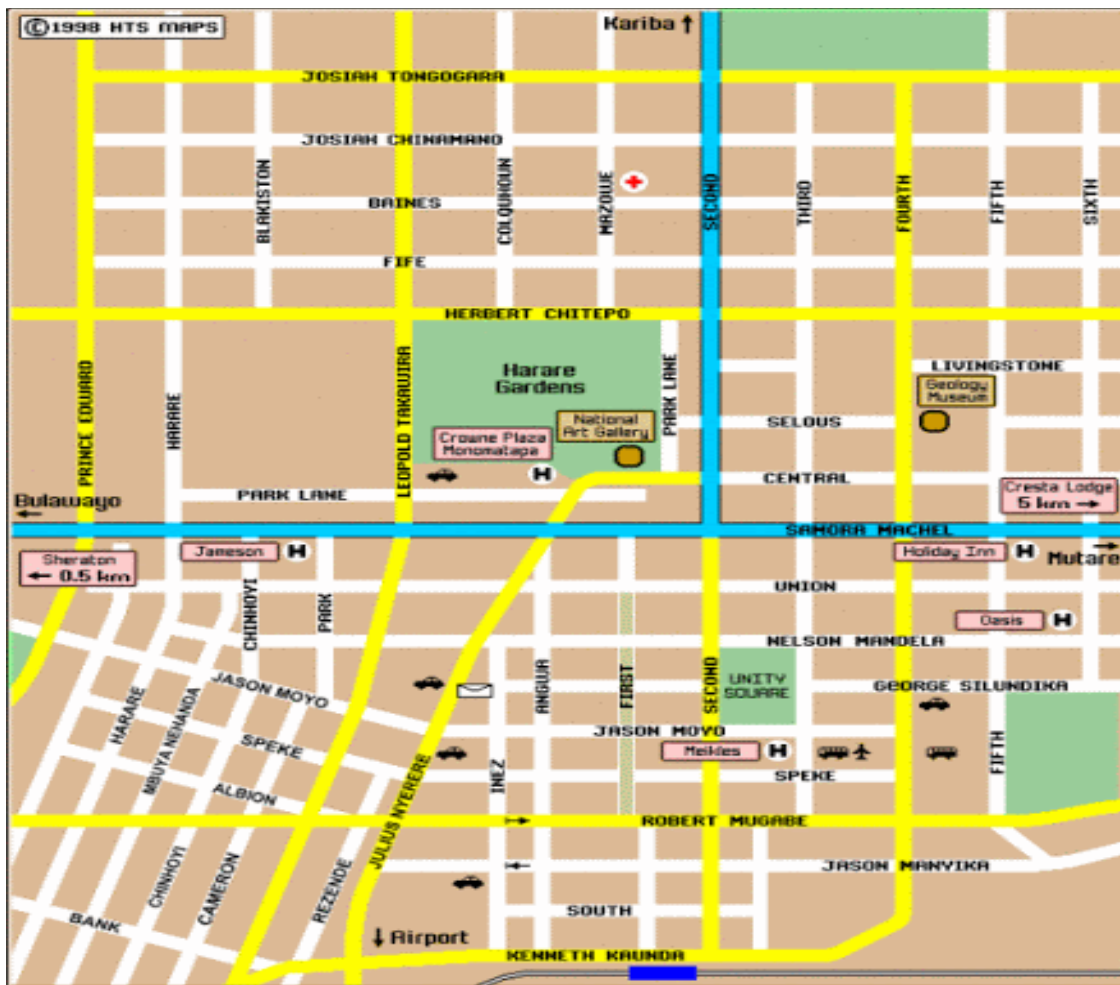 ©1998 HTS MAPS
Kariba
JOSIAH TONGOGARA
JOSIAH CHINAMANO
BLAKISTON
COLQUHOUN
MAZOWE
SECOND
THIRD
FOURTH
FIFTH
SIXTH
BAINES
FIFE
HERBERT CHITEPO
PRINCE EDWARD
HARARE
LEOPOLD TAKAWIRA
Harare
Gardens
PARK LANE
LIVINGSTONE
Geology
Museum
National
Art Gallery
SELOUS
Crowne Plaza
Monomatapa
H
CENTRAL
Bulawayo
PARK LANE
Cresta Lodge
5 km
SAMORA MACHEL
Sheraton
0.5 km
Jameson
H
Holiday Inn
H
Mutare
CHINHOYI
PARK
UNION
Oasis
H
NELSON MANDELA
HARARE
MBUYA NEHANDA
JASON MOYO
ANGWA
FIRST
SECOND
UNITY
SQUARE
GEORGE SILUNDIKA
SPEKE
JASON MOYO
Meikles
H
FIFTH
ALBION
JULIUS NYERERE
INEZ
SPEKE
ROBERT MUGABE
CHINHOYI
CAMERON
REZENDE
JASON MANYIKA
BANK
SOUTH
Airport
KENNETH KAUNDA